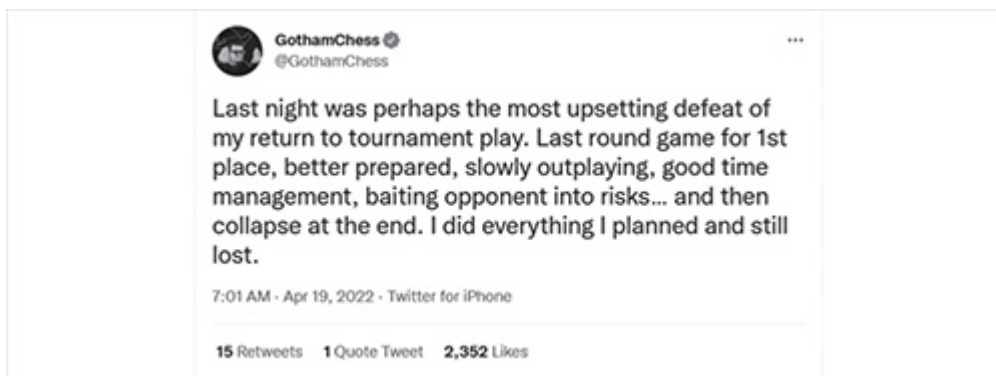 GothamChess
@GothamChess
Last night was perhaps the most upsetting defeat of
my return to tournament play. Last round game for 1st
place, better prepared, slowly outplaying, good time
management, baiting opponent into risks... and then
collapse at the end. I did everything I planned and still
lost.
7:01 AM · Apr 19, 2022 · Twitter for iPhone
15 Retweets 1 Quote Tweet 2,352 Likes